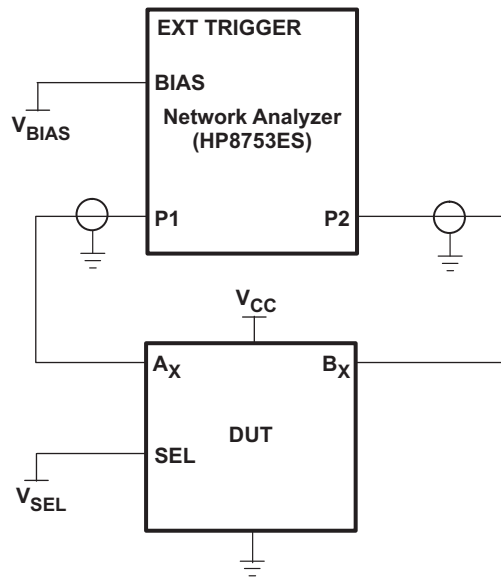 EXT TRIGGER
BIAS
V_BIAS
Network Analyzer
(HP8753ES)
P1
P2
V_CC
A_X
B_X
DUT
SEL
V_SEL